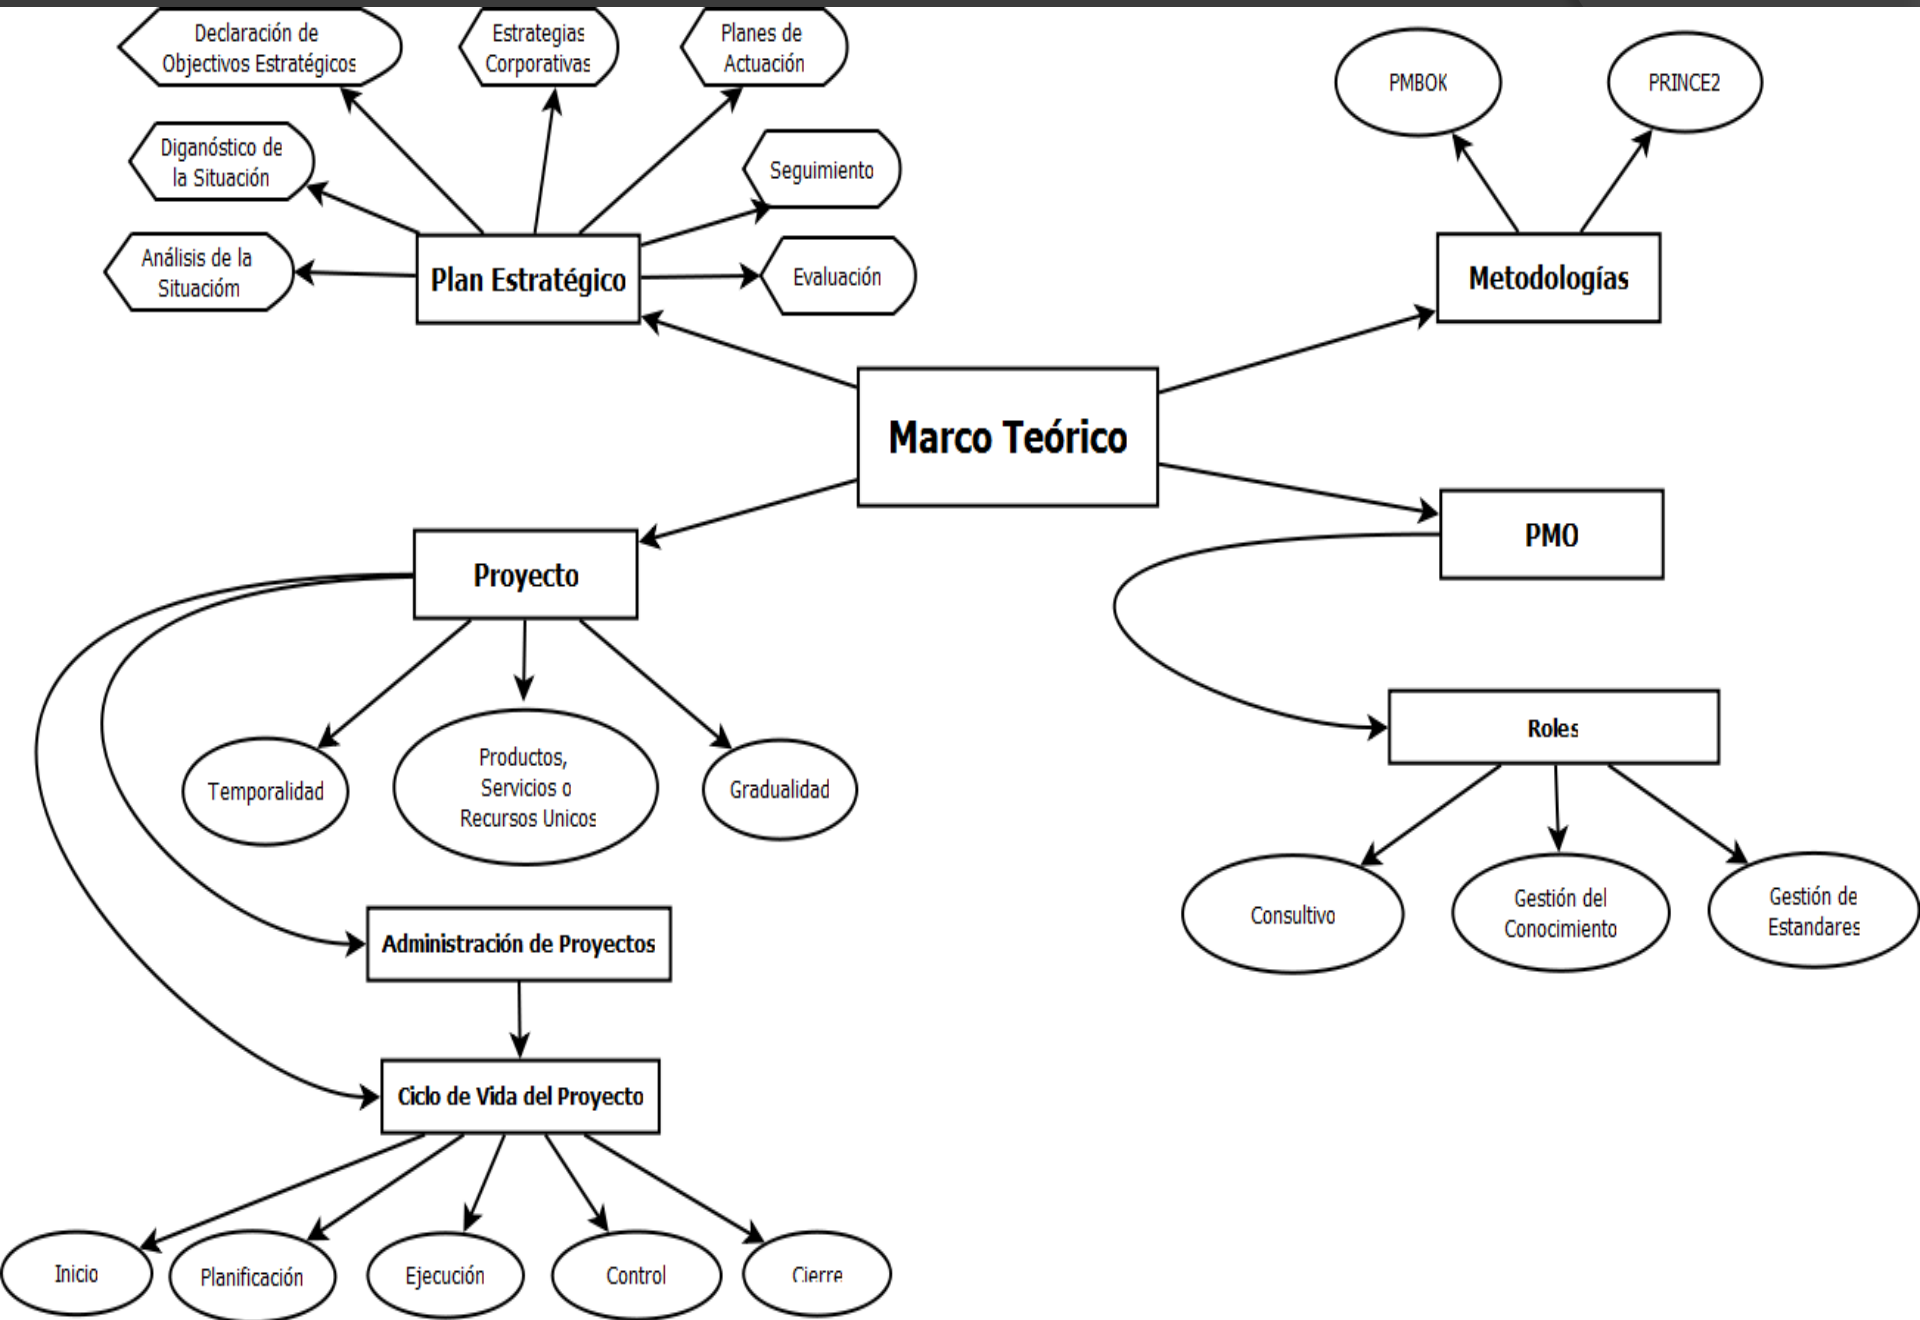 Declaración de
Objectivos Estratégicos
Estrategias
Corporativas
Planes de
Actuación
PMBOK
PRINCE2
Diganóstico de
la Situación
Seguimiento
Análisis de la
Situacióm
Plan Estratégico
Evaluación
Metodologías
Marco Teórico
PMO
Proyecto
Roles
Temporalidad
Productos,
Servicios o
Recursos Unicos
Gradualidad
Consultivo
Gestión del
Conocimiento
Gestión de
Estandares
Administración de Proyectos
Ciclo de Vida del Proyecto
Inicio
Planificación
Ejecución
Control
Cierre